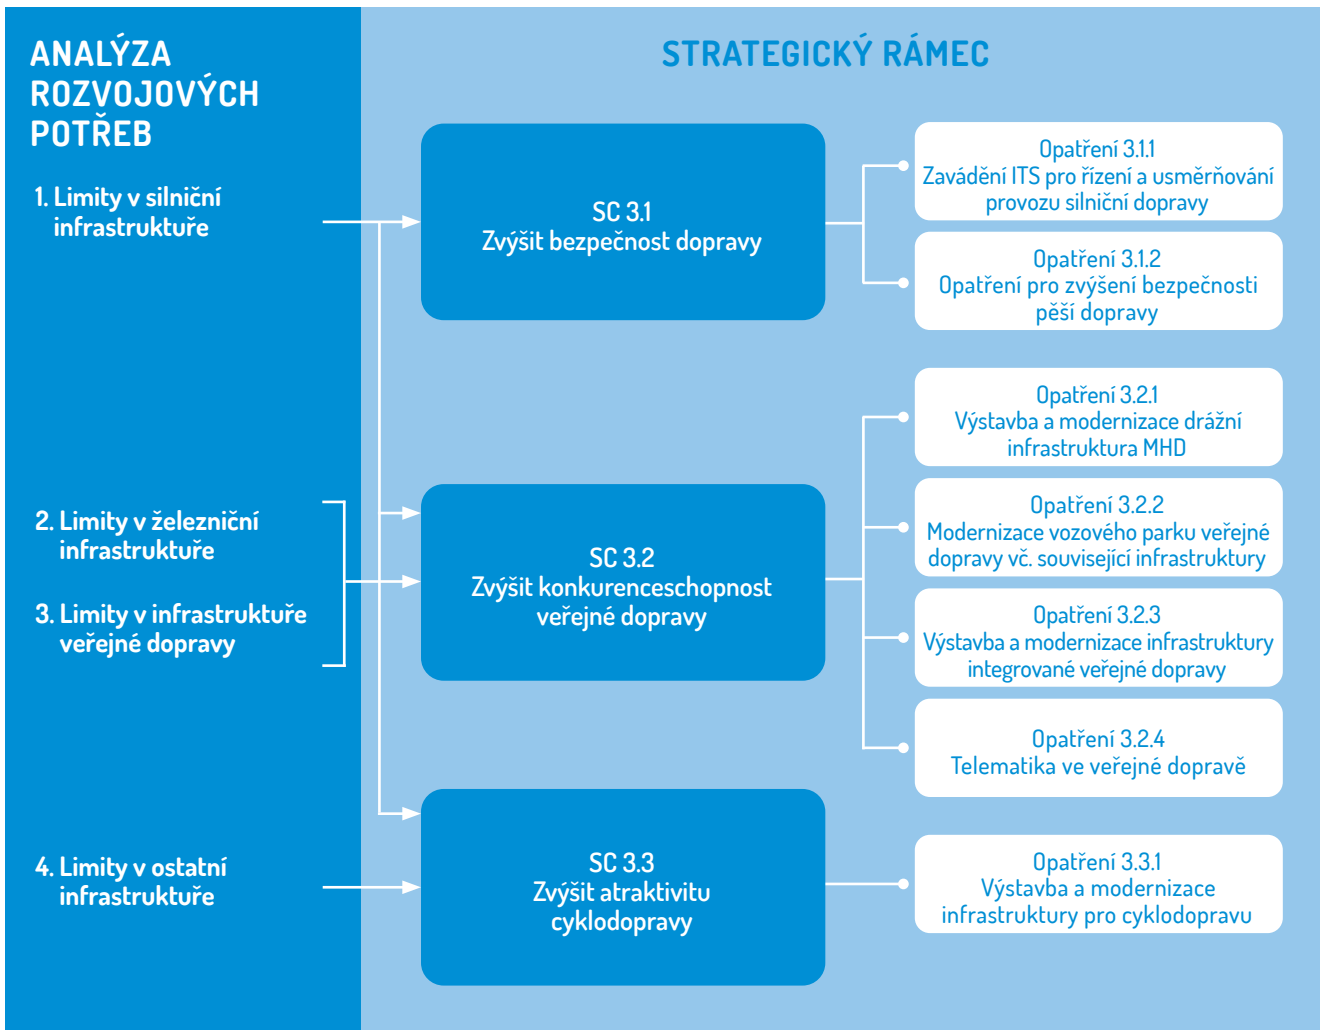 ANALÝZA
ROZVOJOVÝCH
POTŘEB
1. Limity v silniční
infrastruktuře
2. Limity v železniční
infrastruktuře
3. Limity v infrastruktuře
veřejné dopravy
4. Limity v ostatní
infrastruktuře
STRATEGICKÝ RÁMEC
SC 3.1
Zvýšit bezpečnost dopravy
Opatření 3.1.1
Zavádění ITS pro řízení a usměrňování
provozu silniční dopravy
Opatření 3.1.2
Opatření pro zvýšení bezpečnosti
pěší dopravy
SC 3.2
Zvýšit konkurenceschopnost
veřejné dopravy
Opatření 3.2.1
Výstavba a modernizace drážní
infrastruktura MHD
Opatření 3.2.2
Modernizace vozového parku veřejné
dopravy vč. související infrastruktury
Opatření 3.2.3
Výstavba a modernizace infrastruktury
integrované veřejné dopravy
Opatření 3.2.4
Telematika ve veřejné dopravě
SC 3.3
Zvýšit atraktivitu
cyklodopravy
Opatření 3.3.1
Výstavba a modernizace
infrastruktury pro cyklodopravu